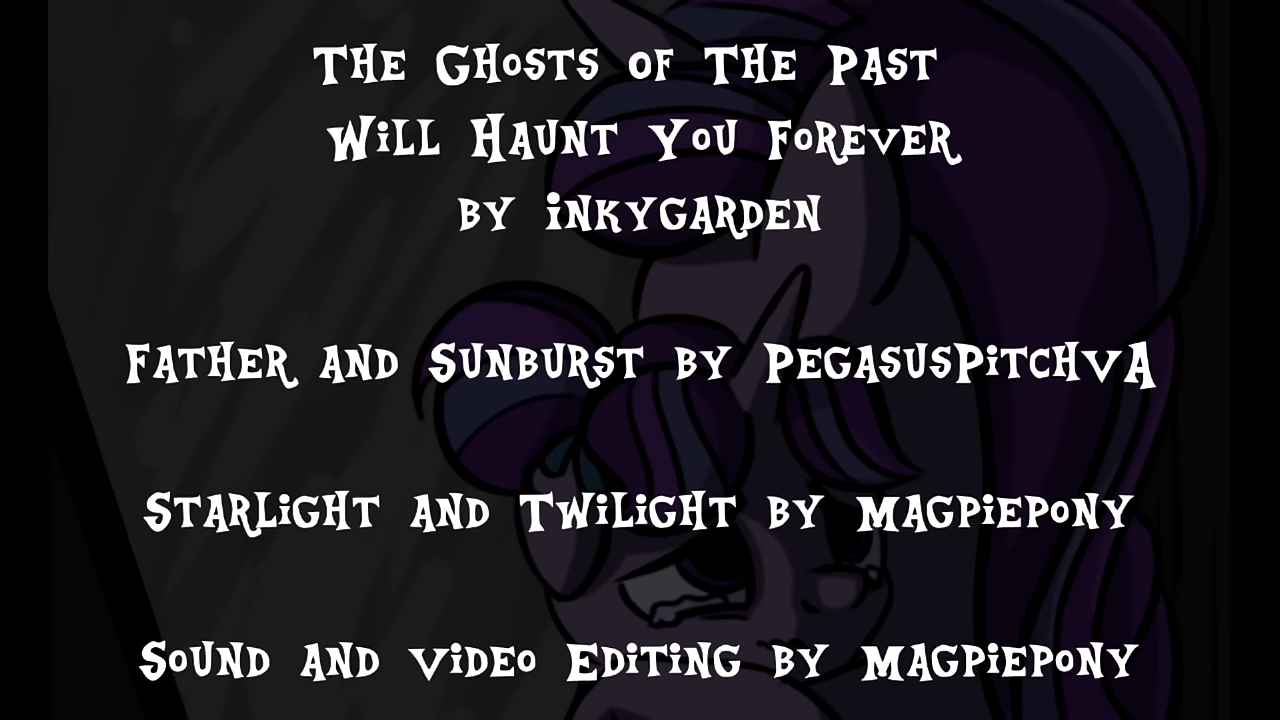 The Ghosts of The Past
Will Haunt You Forever
by inkygarden
Father and Sunburst by PegasusPitchVA
Starlight and Twilight by Magpiepony
Sound and Video Editing by Magpiepony